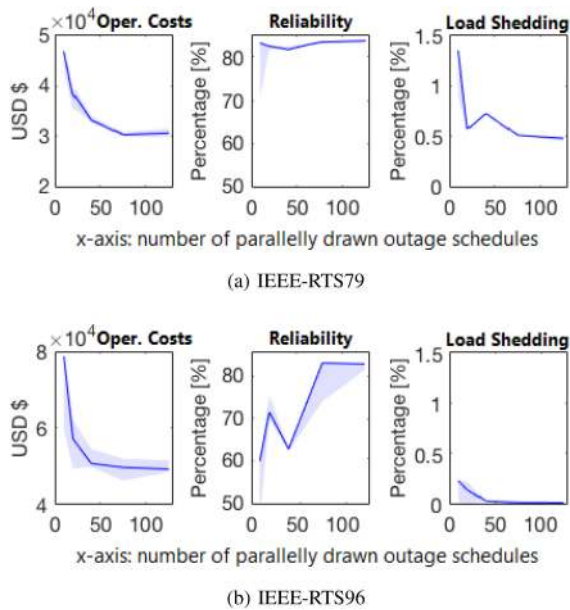 ×10⁴ Oper. Costs
Reliability
Load Shedding
USD $
5
4
3
2
0 50 100
Percentage [%]
80
70
60
50
0 50 100
Percentage [%]
1.5
1
0.5
0
0 50 100
x-axis: number of parallelly drawn outage schedules
(a) IEEE-RTS79
×10⁴ Oper. Costs
Reliability
Load Shedding
USD $
8
6
4
0 50 100
Percentage [%]
80
70
60
50
0 50 100
Percentage [%]
1.5
1
0.5
0
0 50 100
x-axis: number of parallelly drawn outage schedules
(b) IEEE-RTS96